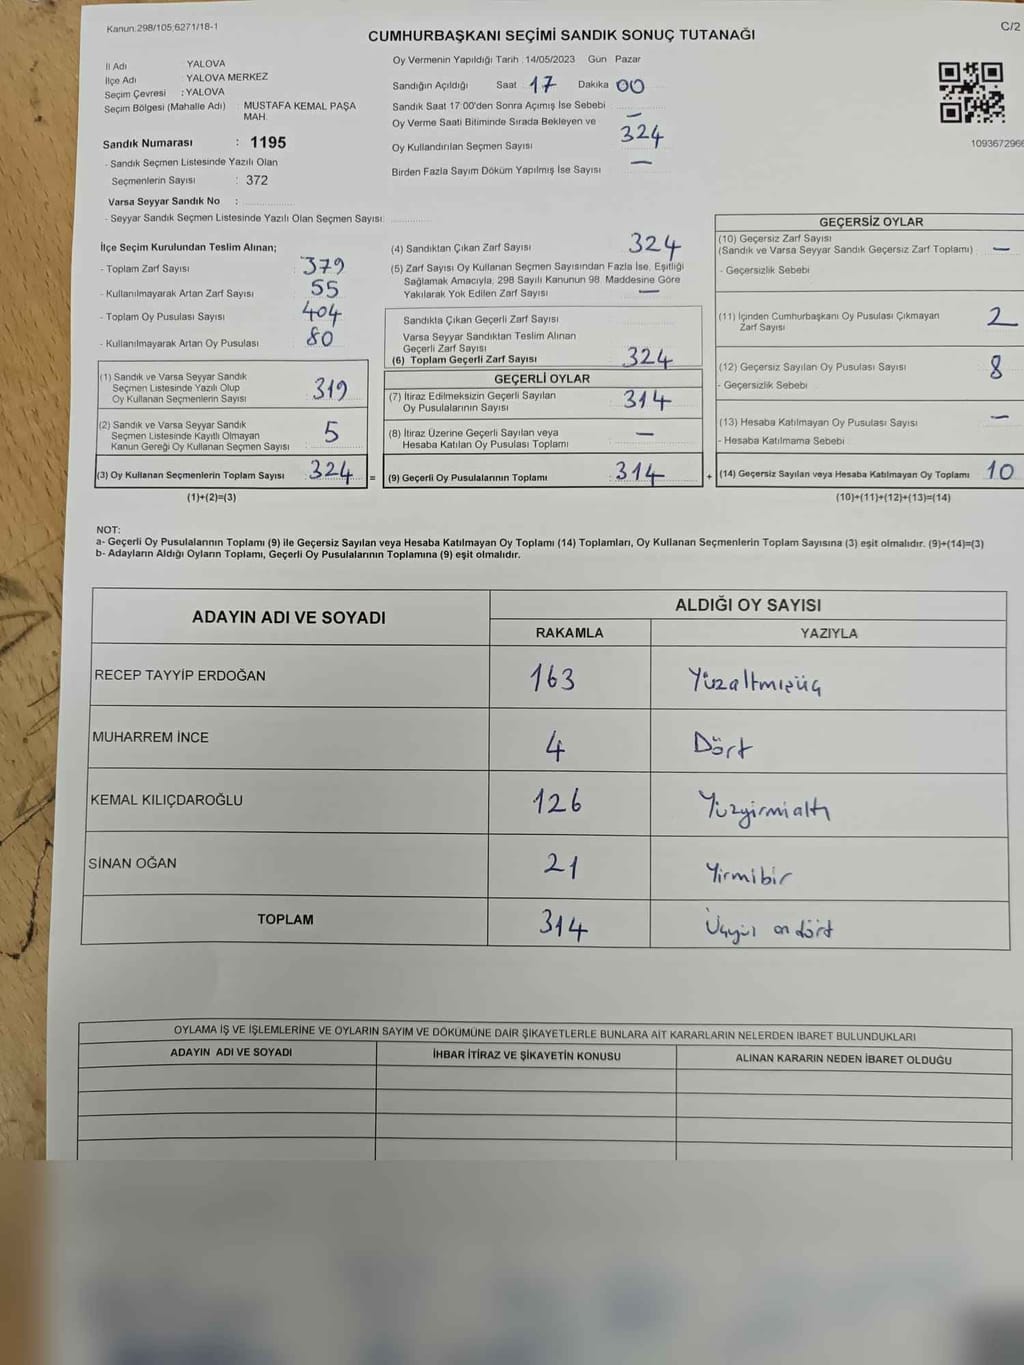 Kanun:298/105,6271/18-1
C/2
CUMHURBAŞKANI SEÇİMİ SANDIK SONUÇ TUTANAĞI
İl Adı YALOVA
İlçe Adı YALOVA MERKEZ
Seçim Çevresi : YALOVA
Seçim Bölgesi (Mahalle Adı) MUSTAFA KEMAL PAŞA
MAH.
Sandık Numarası : 1195
- Sandık Seçmen Listesinde Yazılı Olan
Seçmenlerin Sayısı : 372
Varsa Seyyar Sandık No :
- Seyyar Sandık Seçmen Listesinde Yazılı Olan Seçmen Sayısı:
Oy Vermenin Yapıldığı Tarih : 14/05/2023 Gün Pazar
Sandığın Açıldığı Saat 17 Dakika 00
Sandık Saat 17:00'den Sonra Açımış İse Sebebi
Oy Verme Saati Bitiminde Sırada Bekleyen ve —
Oy Kullandırılan Seçmen Sayısı 324
Birden Fazla Sayım Döküm Yapılmış İse Sayısı —
1093672966
İlçe Seçim Kurulundan Teslim Alınan;
- Toplam Zarf Sayısı 379
- Kullanılmayarak Artan Zarf Sayısı 55
- Toplam Oy Pusulası Sayısı 404
- Kullanılmayarak Artan Oy Pusulası 80
(1) Sandık ve Varsa Seyyar Sandık
Seçmen Listesinde Yazılı Olup
Oy Kullanan Seçmenlerin Sayısı 319
(2) Sandık ve Varsa Seyyar Sandık
Seçmen Listesinde Kayıtlı Olmayan
Kanun Gereği Oy Kullanan Seçmen Sayısı 5
(3) Oy Kullanan Seçmenlerin Toplam Sayısı 324 =
(1)+(2)=(3)
(4) Sandıktan Çıkan Zarf Sayısı 324
(5) Zarf Sayısı Oy Kullanan Seçmen Sayısından Fazla İse, Eşitliği
Sağlamak Amacıyla, 298 Sayılı Kanunun 98. Maddesine Göre
Yakılarak Yok Edilen Zarf Sayısı —
Sandıkta Çıkan Geçerli Zarf Sayısı
Varsa Seyyar Sandıktan Teslim Alınan
Geçerli Zarf Sayısı
(6) Toplam Geçerli Zarf Sayısı 324
GEÇERLİ OYLAR
(7) İtiraz Edilmeksizin Geçerli Sayılan
Oy Pusulalarının Sayısı 314
(8) İtiraz Üzerine Geçerli Sayılan veya
Hesaba Katılan Oy Pusulası Toplamı —
(9) Geçerli Oy Pusulalarının Toplamı 314 +
GEÇERSİZ OYLAR
(10) Geçersiz Zarf Sayısı
(Sandık ve Varsa Seyyar Sandık Geçersiz Zarf Toplamı) —
- Geçersizlik Sebebi
(11) İçinden Cumhurbaşkanı Oy Pusulası Çıkmayan
Zarf Sayısı 2
(12) Geçersiz Sayılan Oy Pusulası Sayısı 8
- Geçersizlik Sebebi
(13) Hesaba Katılmayan Oy Pusulası Sayısı —
- Hesaba Katılmama Sebebi
(14) Geçersiz Sayılan veya Hesaba Katılmayan Oy Toplamı 10
(10)+(11)+(12)+(13)=(14)
NOT:
a- Geçerli Oy Pusulalarının Toplamı (9) ile Geçersiz Sayılan veya Hesaba Katılmayan Oy Toplamı (14) Toplamları, Oy Kullanan Seçmenlerin Toplam Sayısına (3) eşit olmalıdır. (9)+(14)=(3)
b- Adayların Aldığı Oyların Toplamı, Geçerli Oy Pusulalarının Toplamına (9) eşit olmalıdır.
ADAYIN ADI VE SOYADI
ALDIĞI OY SAYISI
RAKAMLA YAZIYLA
RECEP TAYYİP ERDOĞAN 163 Yüzaltmışüç
MUHARREM İNCE 4 Dört
KEMAL KILIÇDAROĞLU 126 Yüzyirmialtı
SİNAN OĞAN 21 Yirmibir
TOPLAM 314 Üçyüz on dört
OYLAMA İŞ VE İŞLEMLERİNE VE OYLARIN SAYIM VE DÖKÜMÜNE DAİR ŞİKAYETLERLE BUNLARA AİT KARARLARIN NELERDEN İBARET BULUNDUKLARI
ADAYIN ADI VE SOYADI İHBAR İTİRAZ VE ŞİKAYETİN KONUSU ALINAN KARARIN NEDEN İBARET OLDUĞU